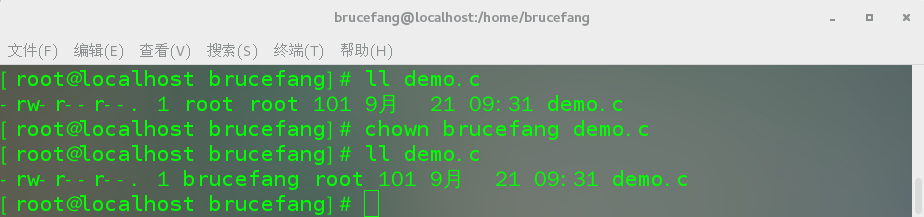 brucefang@localhost:/home/brucefang
文件(F) 编辑(E) 查看(V) 搜索(S) 终端(T) 帮助(H)
[root@localhost brucefang]# ll demo.c
-rw-r--r--. 1 root root 101 9月  21 09:31 demo.c
[root@localhost brucefang]# chown brucefang demo.c
[root@localhost brucefang]# ll demo.c
-rw-r--r--. 1 brucefang root 101 9月  21 09:31 demo.c
[root@localhost brucefang]#